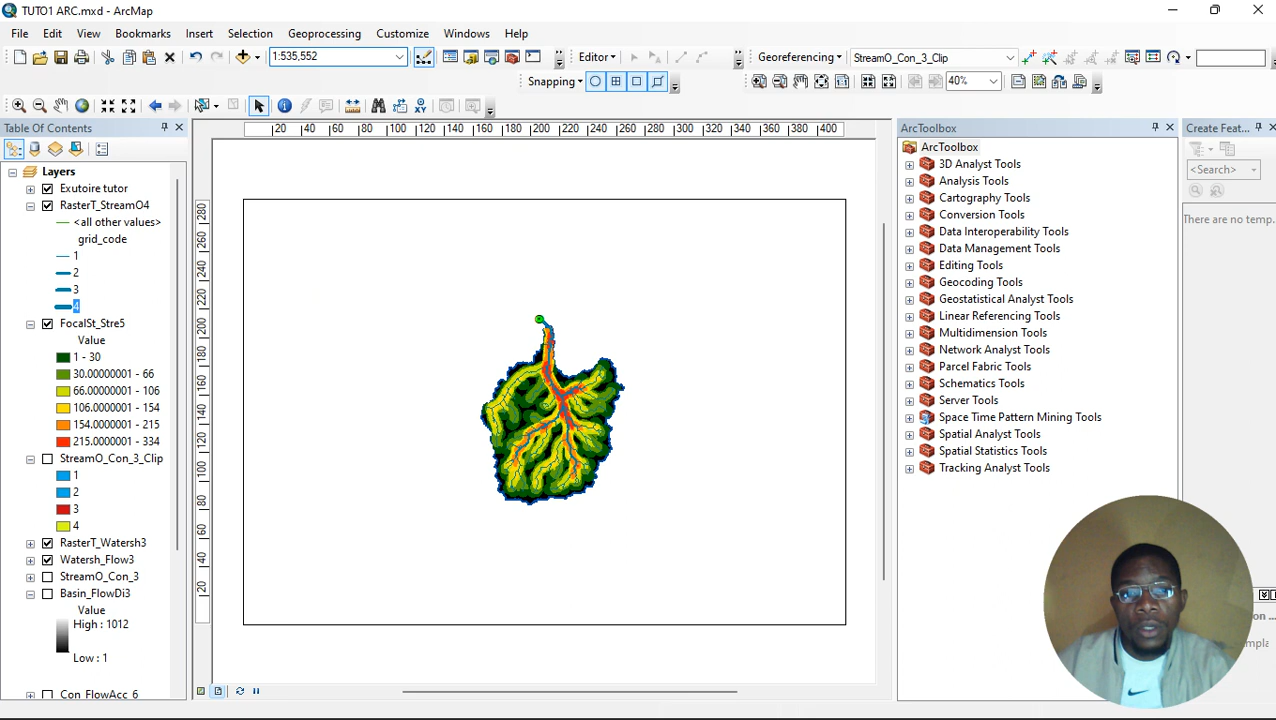 TUTO1 ARC.mxd - ArcMap
File Edit View Bookmarks Insert Selection Geoprocessing Customize Windows Help
1:535,552 Editor Georeferencing StreamO_Con_3_Clip
Snapping 40%
Table Of Contents
Layers
Exutoire tutor
RasterT_StreamO4
<all other values>
grid_code
1
2
3
4
FocalSt_Stre5
Value
1 - 30
30.00000001 - 66
66.00000001 - 106
106.0000001 - 154
154.0000001 - 215
215.0000001 - 334
StreamO_Con_3_Clip
1
2
3
4
RasterT_Watersh3
Watersh_Flow3
StreamO_Con_3
Basin_FlowDi3
Value
High : 1012
Low : 1
Con_FlowAcc_6
20 40 60 80 100 120 140 160 180 200 220 240 260 280 300 320 340 360 380 400
280
260
240
220
200
180
160
140
120
100
80
60
40
20
ArcToolbox
ArcToolbox
3D Analyst Tools
Analysis Tools
Cartography Tools
Conversion Tools
Data Interoperability Tools
Data Management Tools
Editing Tools
Geocoding Tools
Geostatistical Analyst Tools
Linear Referencing Tools
Multidimension Tools
Network Analyst Tools
Parcel Fabric Tools
Schematics Tools
Server Tools
Space Time Pattern Mining Tools
Spatial Analyst Tools
Spatial Statistics Tools
Tracking Analyst Tools
Create Feat...
<Search>
There are no temp.